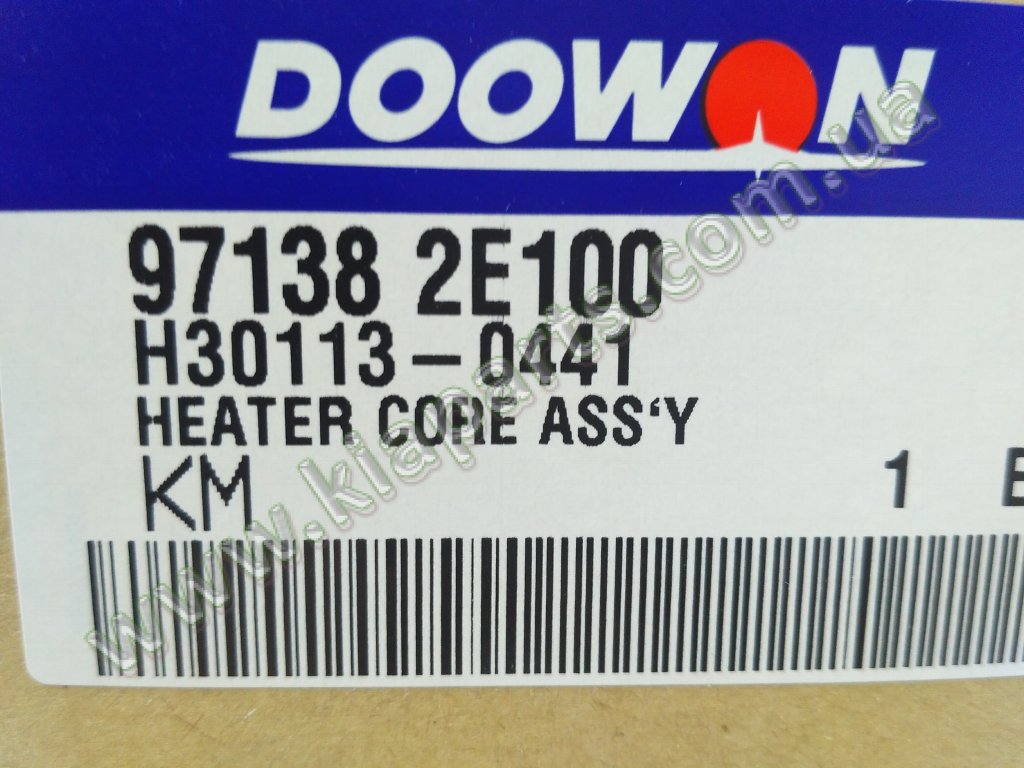 DOOWON
97138 2E100
H30113-0441
HEATER CORE ASS'Y
KM 1
www.kiaparts.com.ua